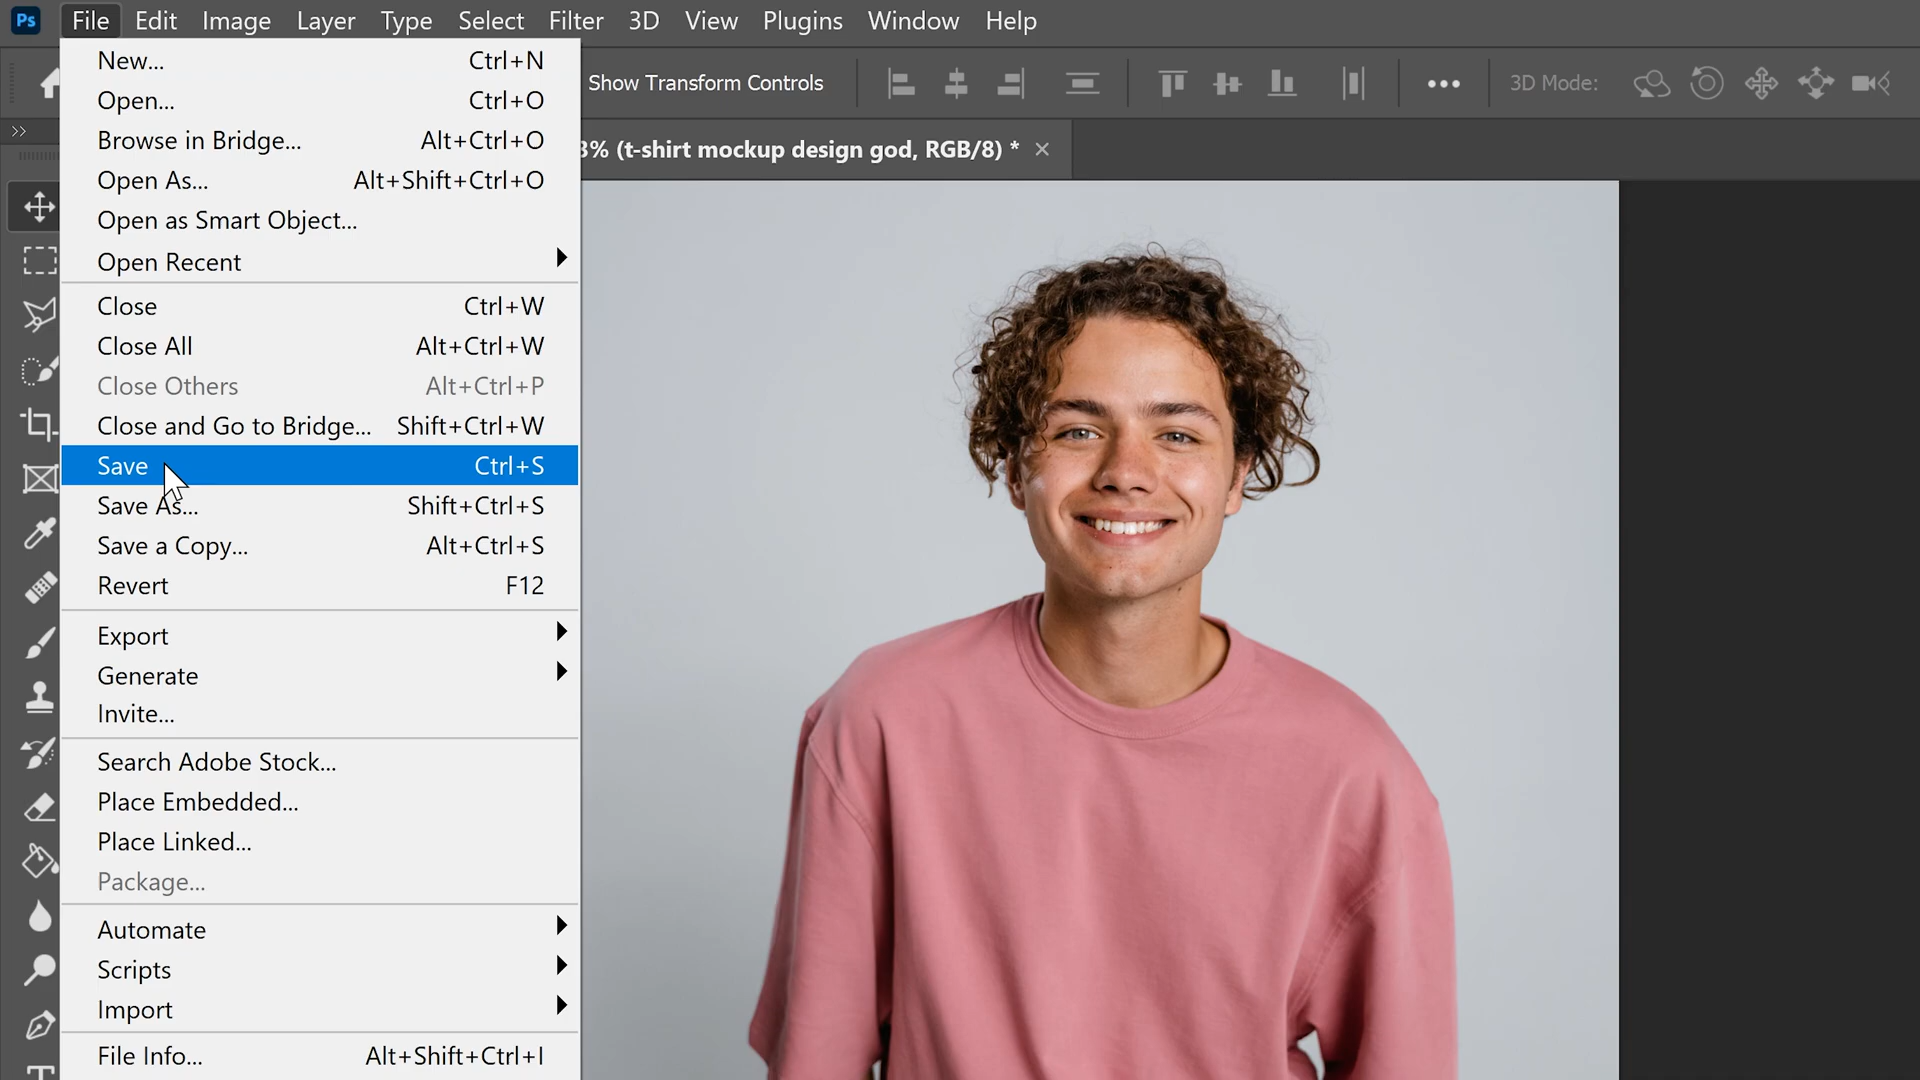 Ps File Edit Image Layer Type Select Filter 3D View Plugins Window Help
Show Transform Controls 3D Mode:
% (t-shirt mockup design god, RGB/8) * ×
New... Ctrl+N
Open... Ctrl+O
Browse in Bridge... Alt+Ctrl+O
Open As... Alt+Shift+Ctrl+O
Open as Smart Object...
Open Recent
Close Ctrl+W
Close All Alt+Ctrl+W
Close Others Alt+Ctrl+P
Close and Go to Bridge... Shift+Ctrl+W
Save Ctrl+S
Save As... Shift+Ctrl+S
Save a Copy... Alt+Ctrl+S
Revert F12
Export
Generate
Invite...
Search Adobe Stock...
Place Embedded...
Place Linked...
Package...
Automate
Scripts
Import
File Info... Alt+Shift+Ctrl+I